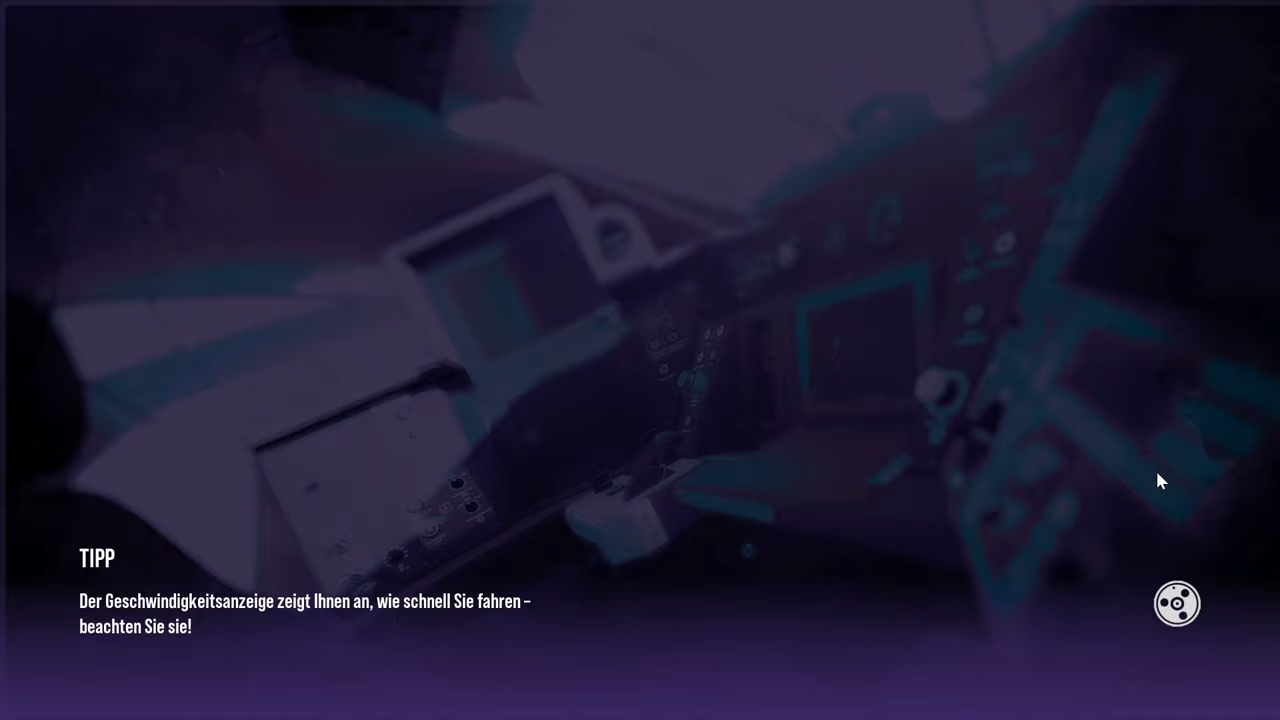 TIPP
Der Geschwindigkeitsanzeige zeigt Ihnen an, wie schnell Sie fahren –
beachten Sie sie!